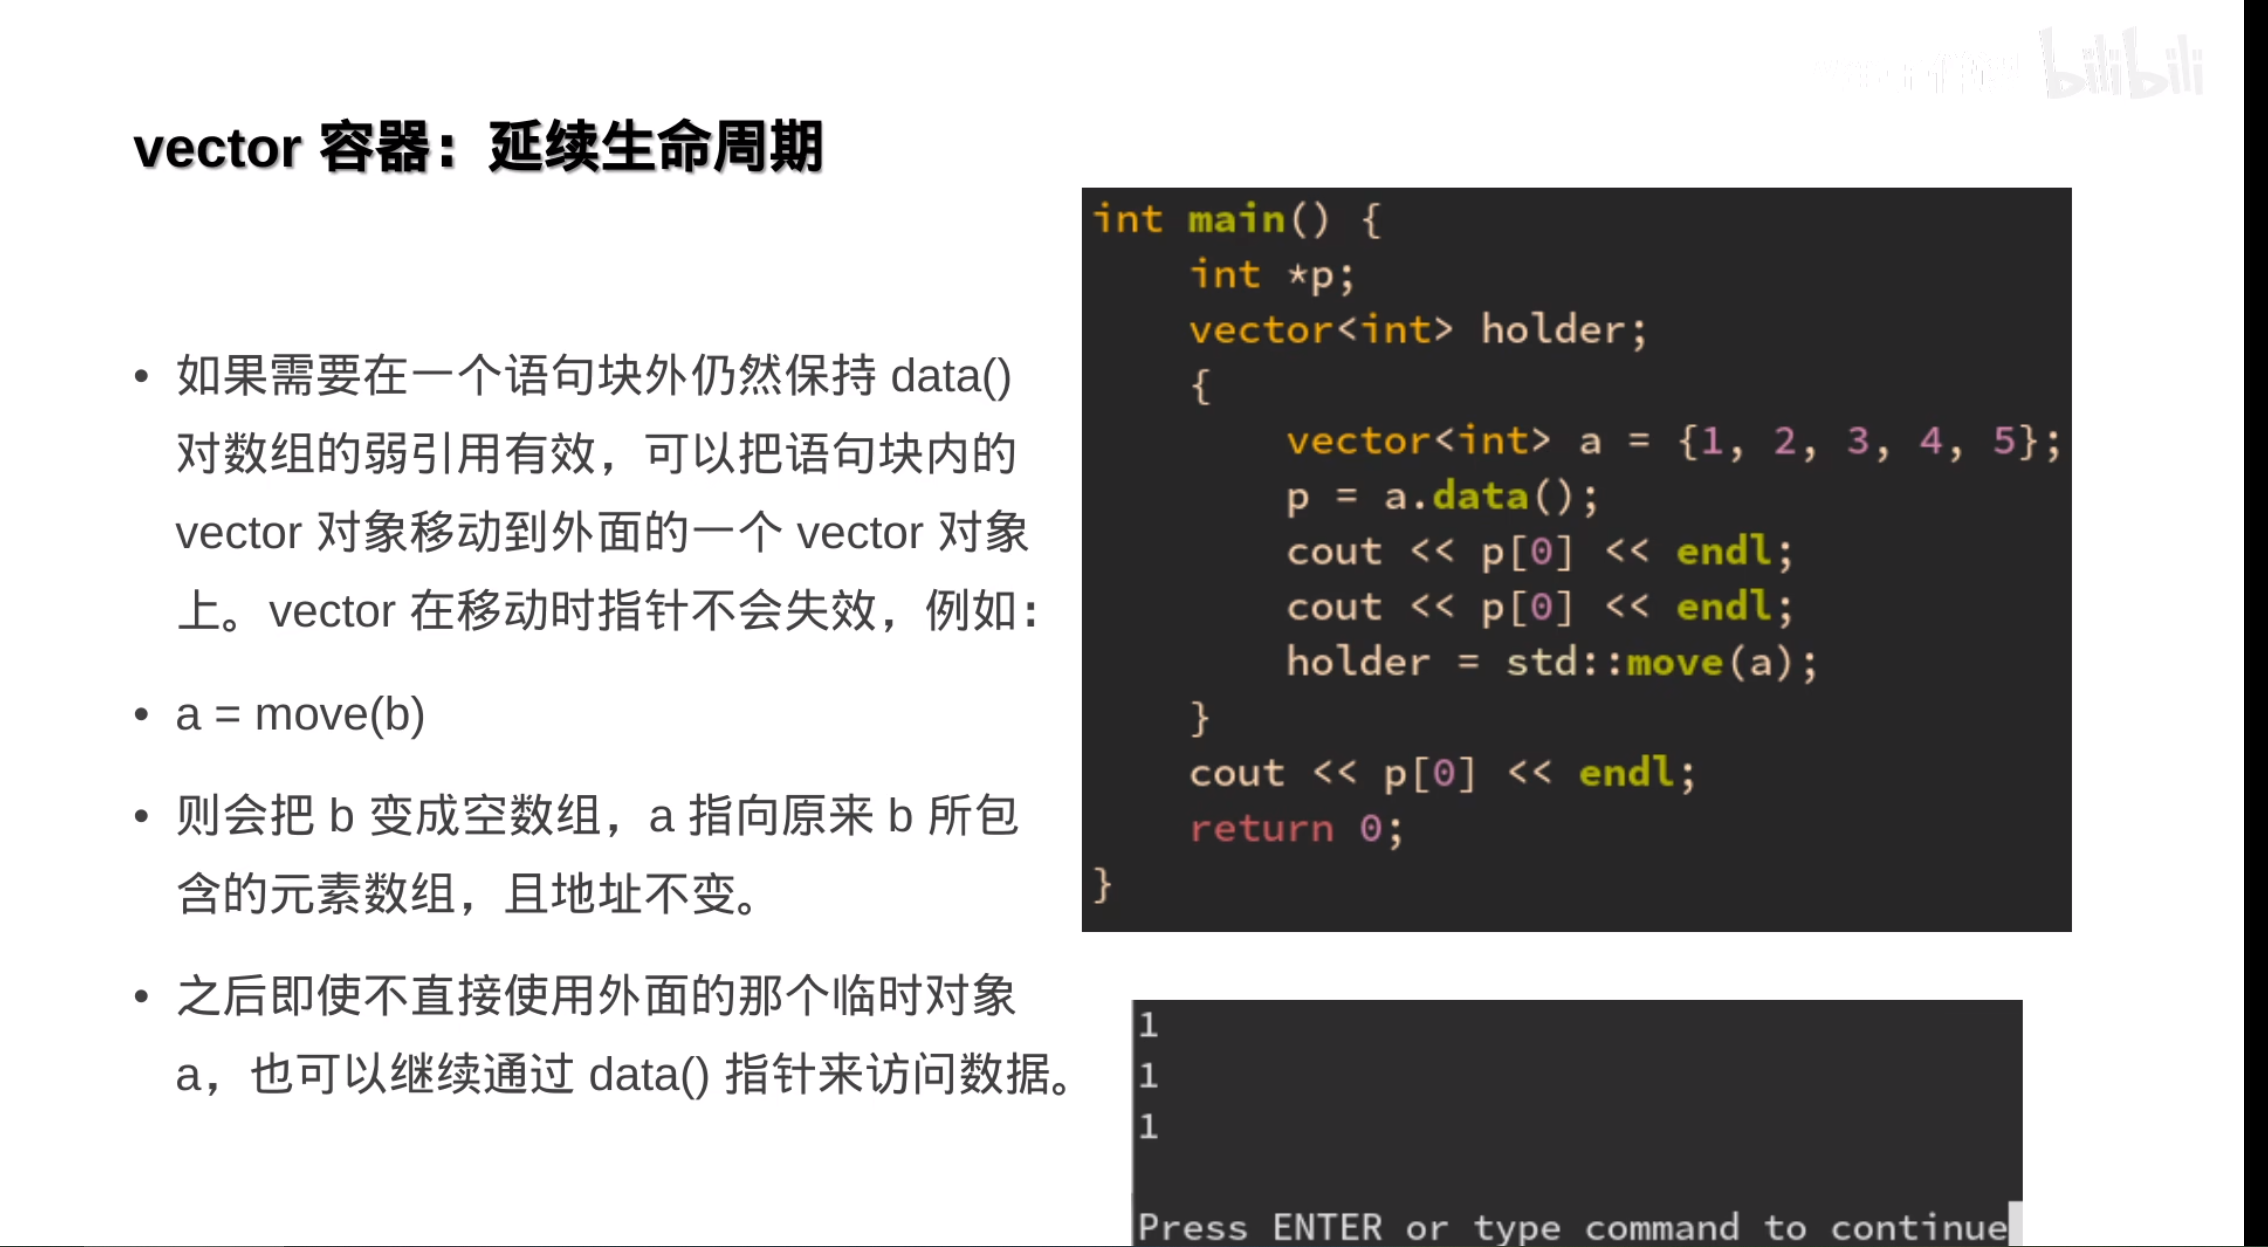 bilibili
vector 容器：延续生命周期
• 如果需要在一个语句块外仍然保持 data()
对数组的弱引用有效，可以把语句块内的
vector 对象移动到外面的一个 vector 对象
上。vector 在移动时指针不会失效，例如：
• a = move(b)
• 则会把 b 变成空数组，a 指向原来 b 所包
含的元素数组，且地址不变。
• 之后即使不直接使用外面的那个临时对象
a，也可以继续通过 data() 指针来访问数据。
int main() {
    int *p;
    vector<int> holder;
    {
        vector<int> a = {1, 2, 3, 4, 5};
        p = a.data();
        cout << p[0] << endl;
        cout << p[0] << endl;
        holder = std::move(a);
    }
    cout << p[0] << endl;
    return 0;
}
1
1
1
Press ENTER or type command to continue